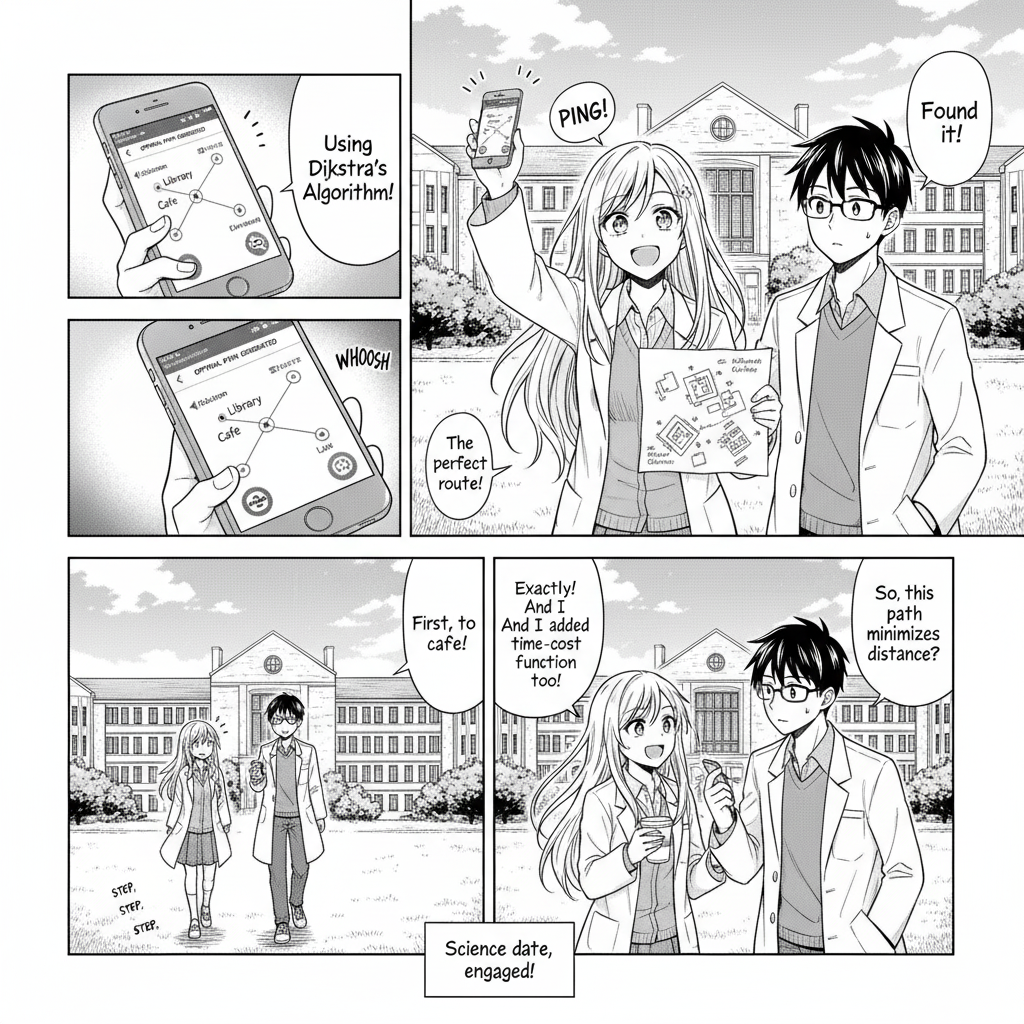 Using
Dijkstra's
Algorithm!
Library
Cafe
PING!
Found
it!
The
perfect
route!
WHOOSH
Library
Cafe
First, to
cafe!
STEP,
STEP,
STEP,
Exactly!
And I
And I added
time-cost
function
too!
So, this
path
minimizes
distance?
Science date,
engaged!